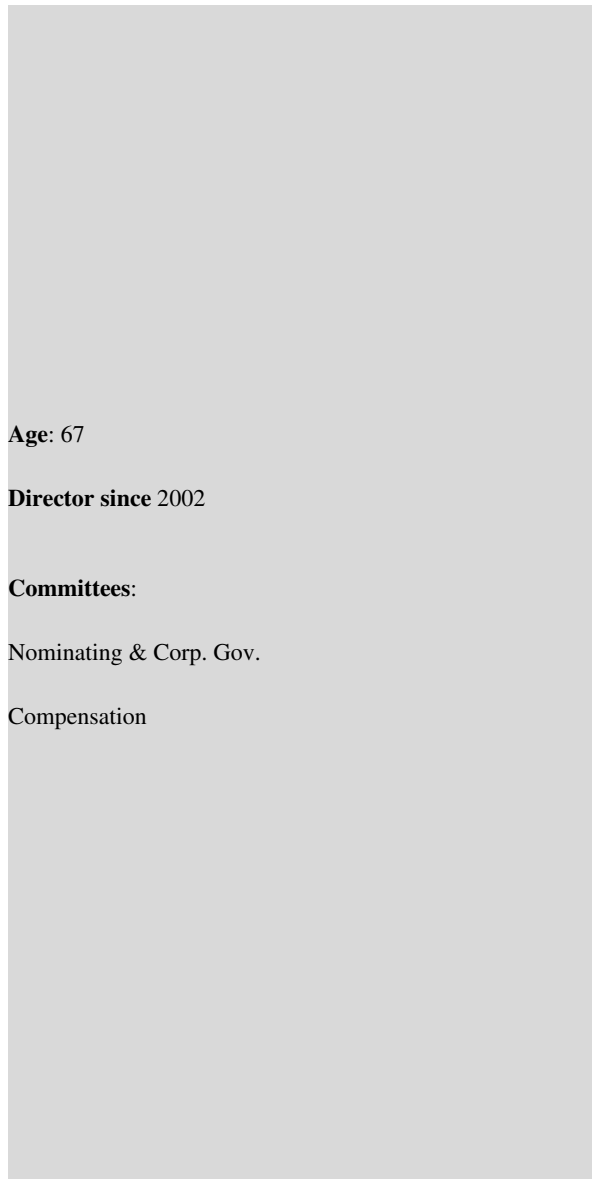 Age: 67
Director since 2002
Committees:
Nominating & Corp. Gov.
Compensation